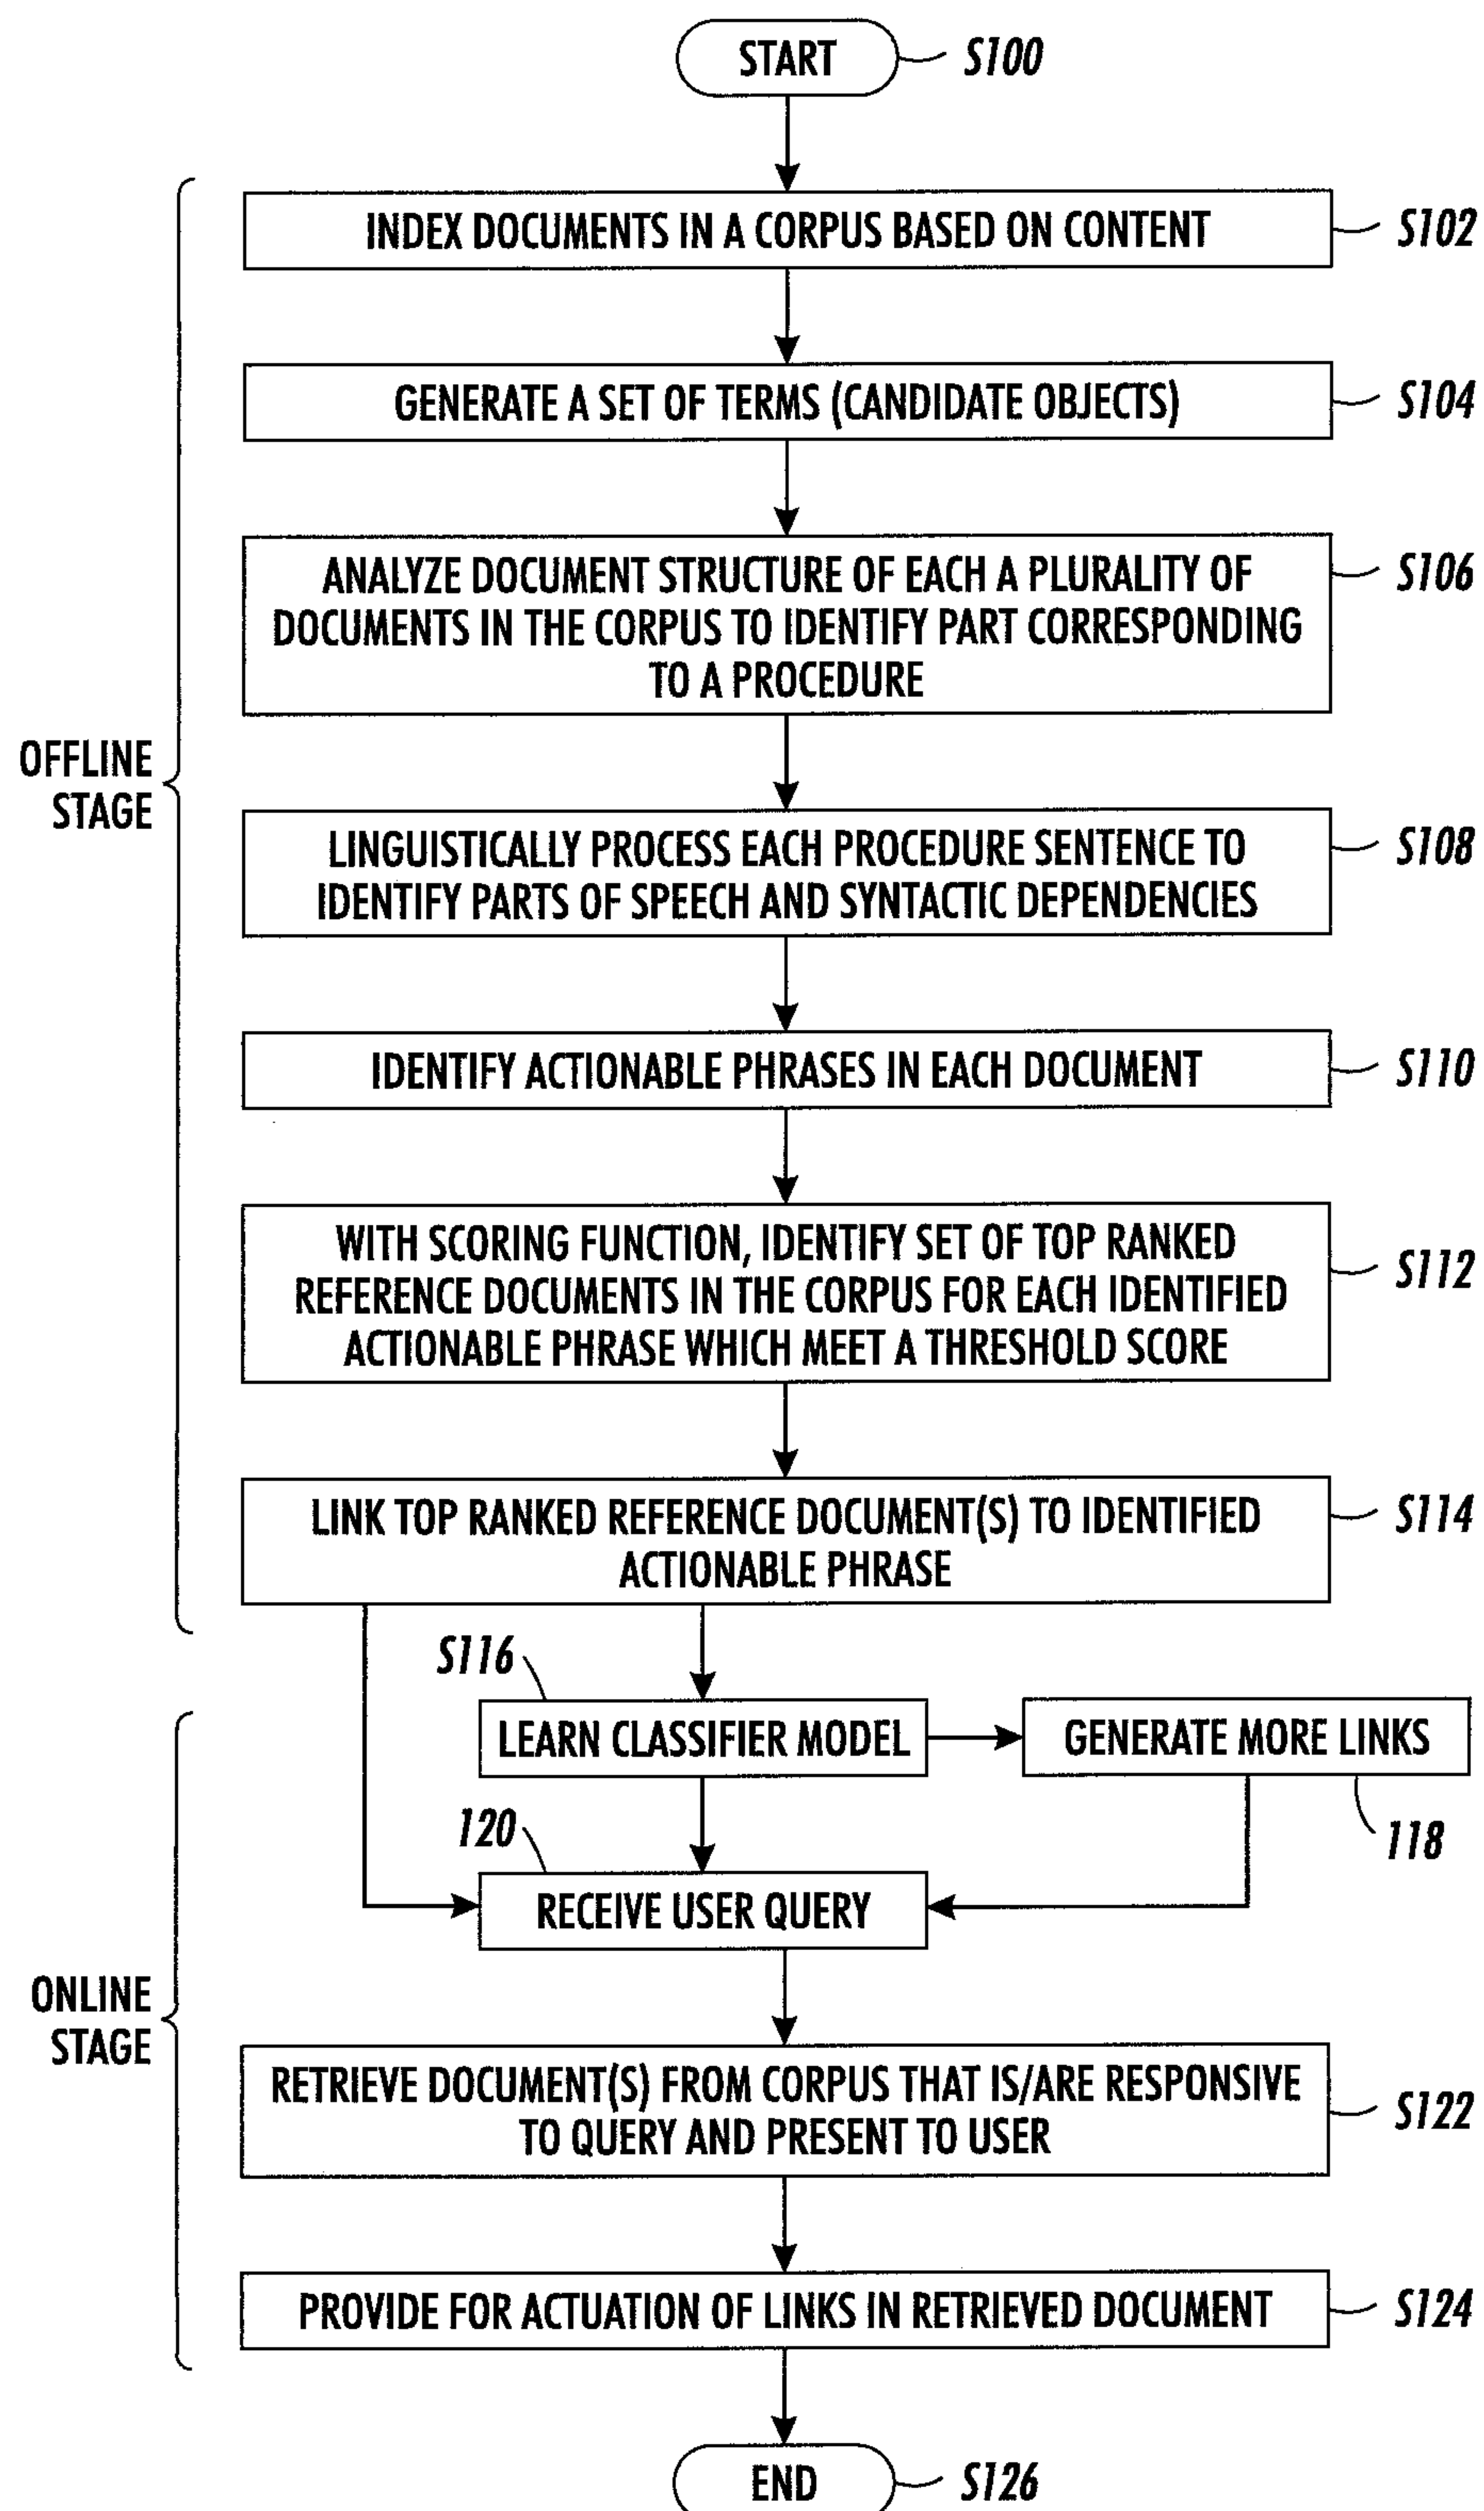 START
S100
INDEX DOCUMENTS IN A CORPUS BASED ON CONTENT
S102
GENERATE A SET OF TERMS (CANDIDATE OBJECTS)
S104
ANALYZE DOCUMENT STRUCTURE OF EACH A PLURALITY OF
DOCUMENTS IN THE CORPUS TO IDENTIFY PART CORRESPONDING
TO A PROCEDURE
S106
OFFLINE
STAGE
LINGUISTICALLY PROCESS EACH PROCEDURE SENTENCE TO
IDENTIFY PARTS OF SPEECH AND SYNTACTIC DEPENDENCIES
S108
IDENTIFY ACTIONABLE PHRASES IN EACH DOCUMENT
S110
WITH SCORING FUNCTION, IDENTIFY SET OF TOP RANKED
REFERENCE DOCUMENTS IN THE CORPUS FOR EACH IDENTIFIED
ACTIONABLE PHRASE WHICH MEET A THRESHOLD SCORE
S112
LINK TOP RANKED REFERENCE DOCUMENT(S) TO IDENTIFIED
ACTIONABLE PHRASE
S114
S116
LEARN CLASSIFIER MODEL
GENERATE MORE LINKS
118
120
RECEIVE USER QUERY
ONLINE
STAGE
RETRIEVE DOCUMENT(S) FROM CORPUS THAT IS/ARE RESPONSIVE
TO QUERY AND PRESENT TO USER
S122
PROVIDE FOR ACTUATION OF LINKS IN RETRIEVED DOCUMENT
S124
END
S126